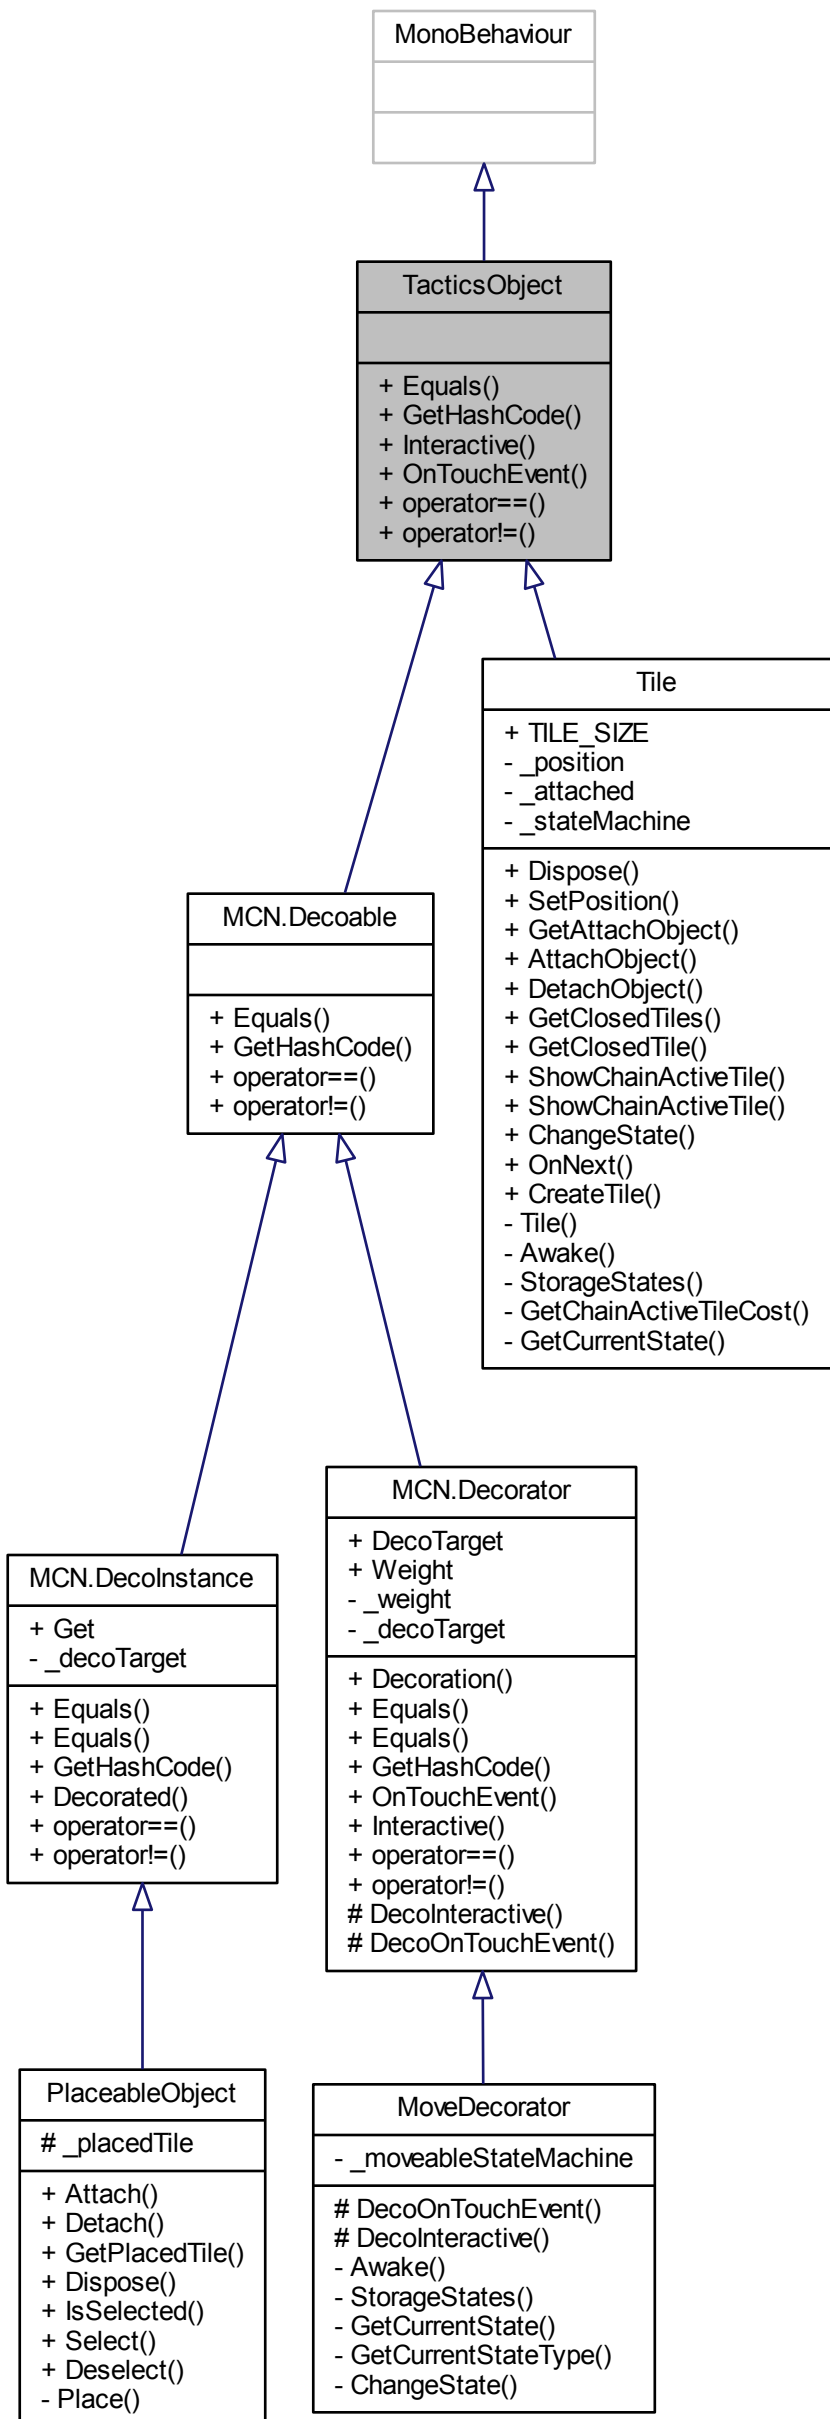 MonoBehaviour
TacticsObject
+ Equals()
+ GetHashCode()
+ Interactive()
+ OnTouchEvent()
+ operator==()
+ operator!=()
Tile
+ TILE_SIZE
- _position
- _attached
- _stateMachine
+ Dispose()
+ SetPosition()
+ GetAttachObject()
+ AttachObject()
+ DetachObject()
+ GetClosedTiles()
+ GetClosedTile()
+ ShowChainActiveTile()
+ ShowChainActiveTile()
+ ChangeState()
+ OnNext()
+ CreateTile()
- Tile()
- Awake()
- StorageStates()
- GetChainActiveTileCost()
- GetCurrentState()
MCN.Decoable
+ Equals()
+ GetHashCode()
+ operator==()
+ operator!=()
MCN.Decorator
+ DecoTarget
+ Weight
- _weight
- _decoTarget
+ Decoration()
+ Equals()
+ Equals()
+ GetHashCode()
+ OnTouchEvent()
+ Interactive()
+ operator==()
+ operator!=()
# DecoInteractive()
# DecoOnTouchEvent()
MCN.DecoInstance
+ Get
- _decoTarget
+ Equals()
+ Equals()
+ GetHashCode()
+ Decorated()
+ operator==()
+ operator!=()
PlaceableObject
# _placedTile
+ Attach()
+ Detach()
+ GetPlacedTile()
+ Dispose()
+ IsSelected()
+ Select()
+ Deselect()
- Place()
MoveDecorator
- _moveableStateMachine
# DecoOnTouchEvent()
# DecoInteractive()
- Awake()
- StorageStates()
- GetCurrentState()
- GetCurrentStateType()
- ChangeState()